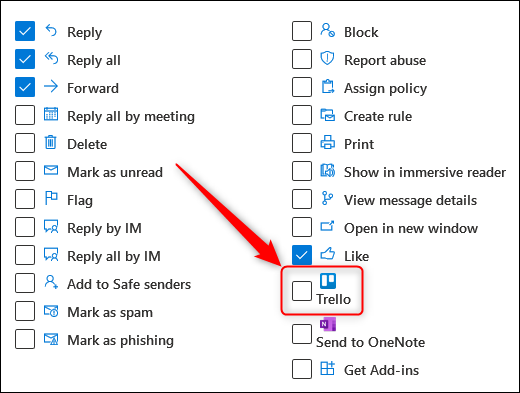 Reply
Reply all
Forward
Reply all by meeting
Delete
Mark as unread
Flag
Reply by IM
Reply all by IM
Add to Safe senders
Mark as spam
Mark as phishing
Block
Report abuse
Assign policy
Create rule
Print
Show in immersive reader
View message details
Open in new window
Like
Trello
N
Send to OneNote
Get Add-ins